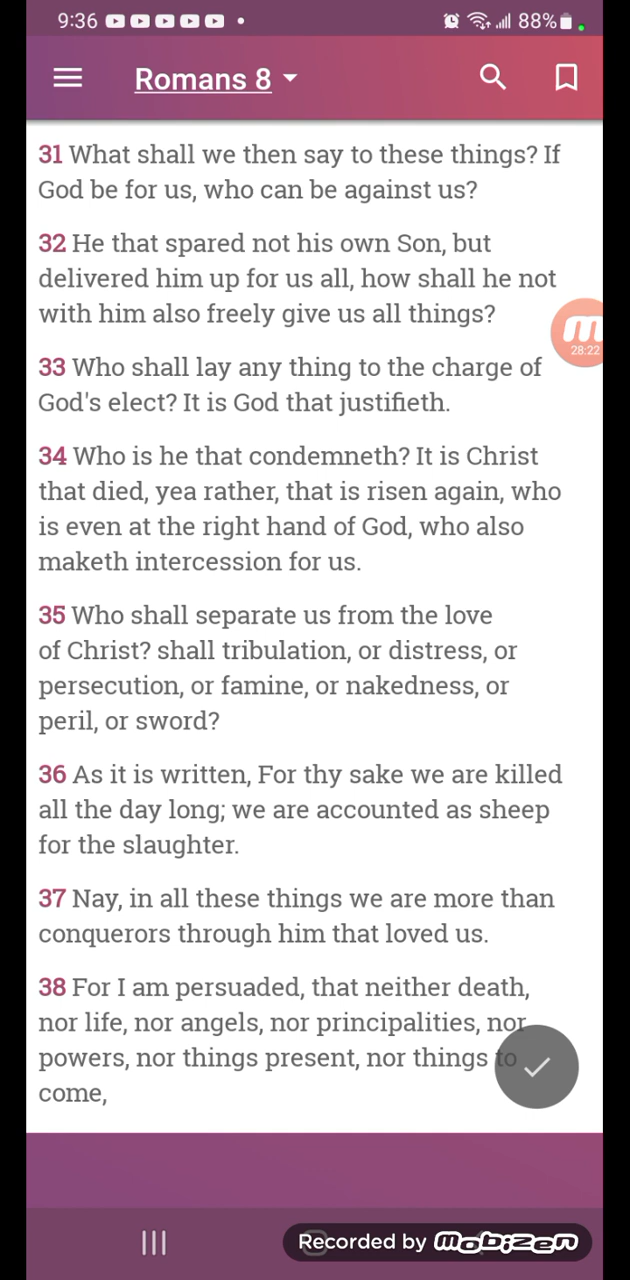 9:36 88%
Romans 8
31 What shall we then say to these things? If
God be for us, who can be against us?
32 He that spared not his own Son, but
delivered him up for us all, how shall he not
with him also freely give us all things?
28:22
33 Who shall lay any thing to the charge of
God's elect? It is God that justifieth.
34 Who is he that condemneth? It is Christ
that died, yea rather, that is risen again, who
is even at the right hand of God, who also
maketh intercession for us.
35 Who shall separate us from the love
of Christ? shall tribulation, or distress, or
persecution, or famine, or nakedness, or
peril, or sword?
36 As it is written, For thy sake we are killed
all the day long; we are accounted as sheep
for the slaughter.
37 Nay, in all these things we are more than
conquerors through him that loved us.
38 For I am persuaded, that neither death,
nor life, nor angels, nor principalities, nor
powers, nor things present, nor things to
come,
Recorded by mobizen